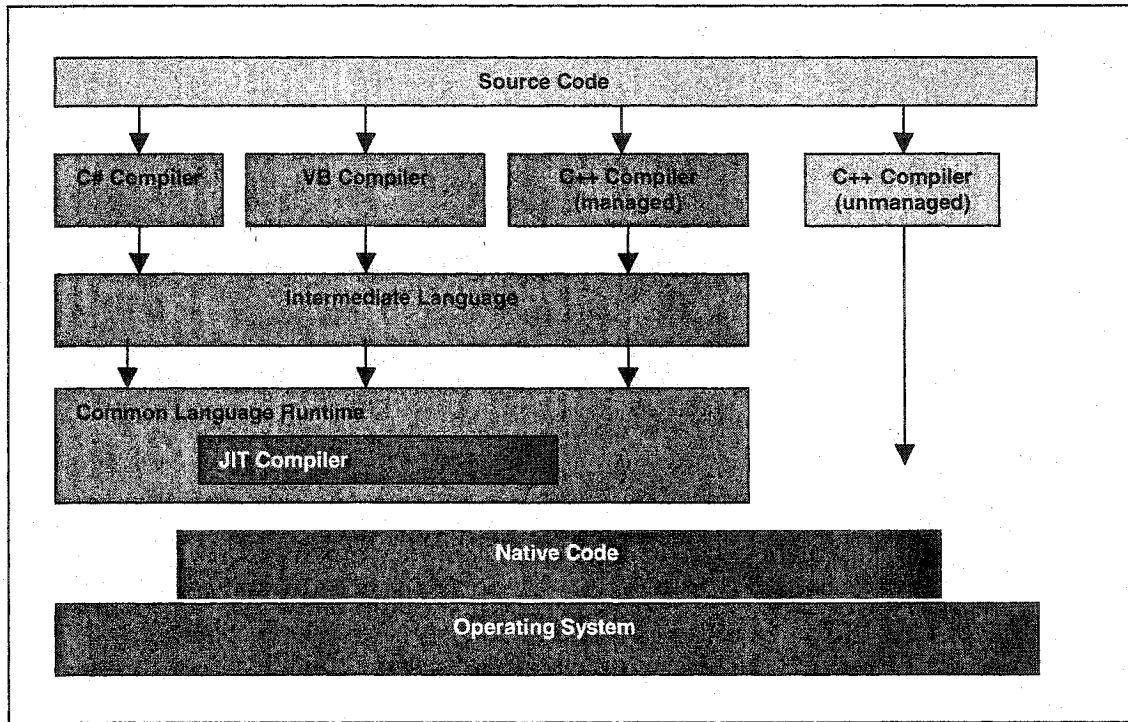 Source Code
C# Compiler
VB Compiler
C++ Compiler
(managed)
C++ Compiler
(unmanaged)
Intermediate Language
Common Language Runtime
JIT Compiler
Native Code
Operating System